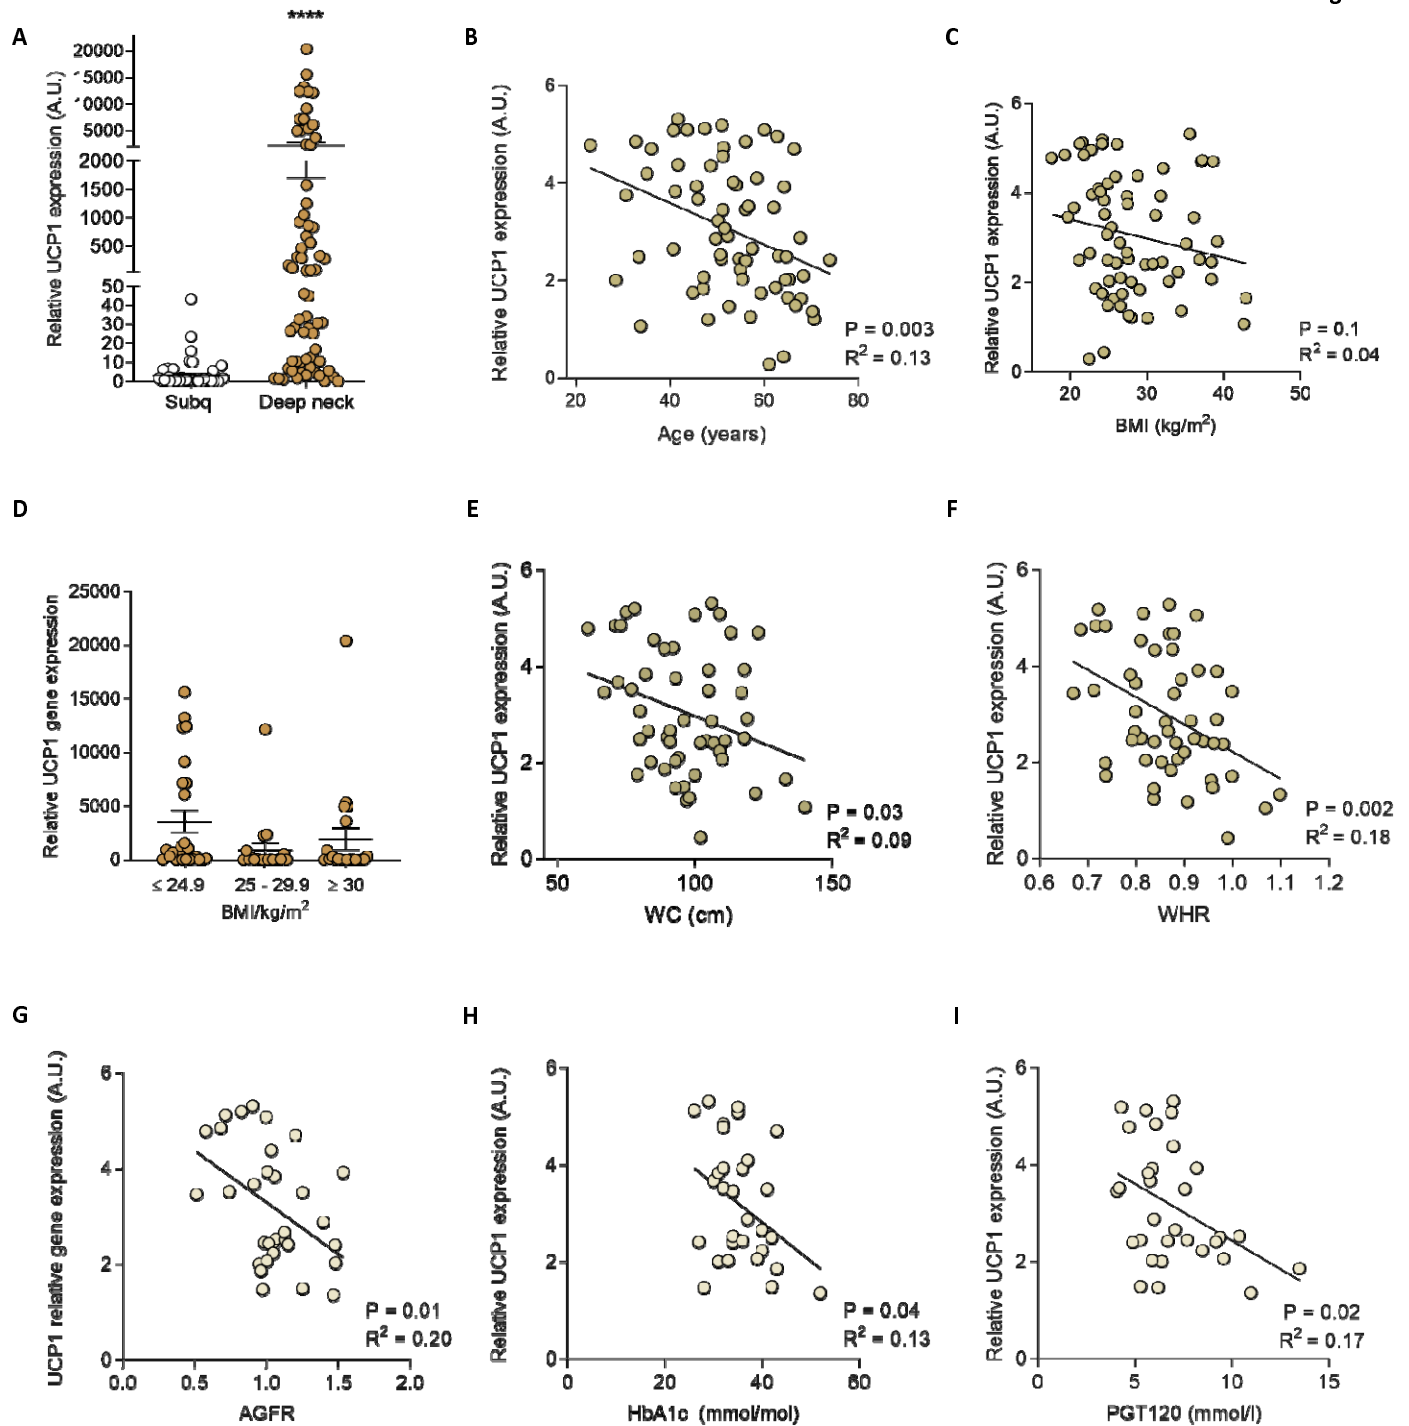 A
****
Relative UCP1 expression (A.U.)
20000
5000
0000
5000
2000
1500
1000
500
50
40
30
20
10
0
Subq
Deep neck
B
Relative UCP1 expression (A.U.)
6
4
2
0
P = 0.003
R² = 0.13
20
40
60
80
Age (years)
C
Relative UCP1 expression (A.U.)
6
4
2
0
P = 0.1
R² = 0.04
20
30
40
50
BMI (kg/m²)
D
Relative UCP1 gene expression
25000
20000
15000
10000
5000
0
≤ 24.9
25 - 29.9
≥ 30
BMI/kg/m²
E
Relative UCP1 expression (A.U.)
6
4
2
0
P = 0.03
R² = 0.09
50
100
150
WC (cm)
F
Relative UCP1 expression (A.U.)
6
4
2
0
P = 0.002
R² = 0.18
0.6
0.7
0.8
0.9
1.0
1.1
1.2
WHR
G
UCP1 relative gene expression (A.U.)
6
4
2
0
P = 0.01
R² = 0.20
0.0
0.5
1.0
1.5
2.0
AGFR
H
Relative UCP1 expression (A.U.)
6
4
2
0
P = 0.04
R² = 0.13
0
20
40
60
HbA1c (mmol/mol)
I
Relative UCP1 expression (A.U.)
6
4
2
0
P = 0.02
R² = 0.17
0
5
10
15
PGT120 (mmol/l)